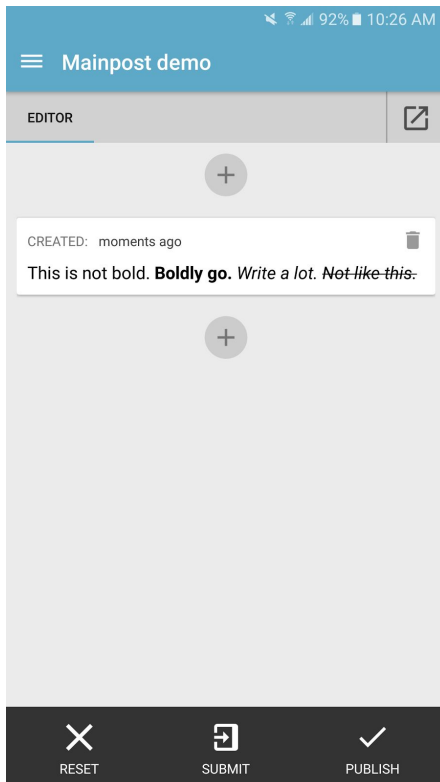 92% 10:26 AM
Mainpost demo
EDITOR
CREATED: moments ago
This is not bold. Boldly go. Write a lot. Not like this.
RESET SUBMIT PUBLISH